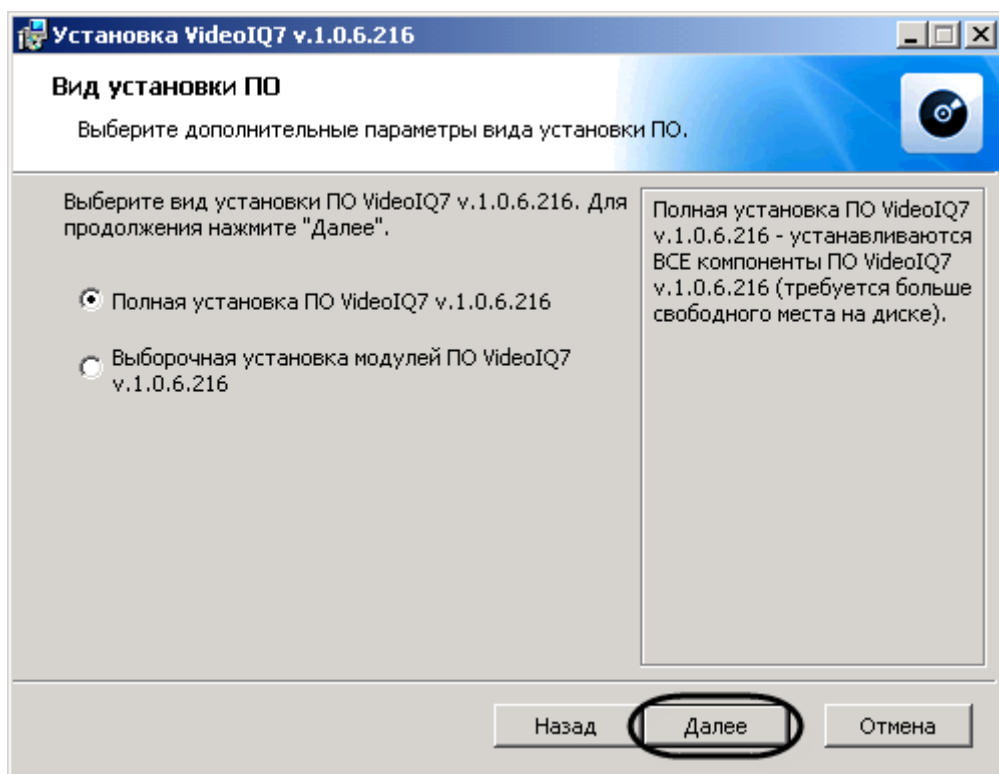 Установка VideoIQ7 v.1.0.6.216
Вид установки ПО
Выберите дополнительные параметры вида установки ПО.
Выберите вид установки ПО VideoIQ7 v.1.0.6.216. Для
продолжения нажмите "Далее".
Полная установка ПО VideoIQ7 v.1.0.6.216
Выборочная установка модулей ПО VideoIQ7
v.1.0.6.216
Полная установка ПО VideoIQ7
v.1.0.6.216 - устанавливаются
ВСЕ компоненты ПО VideoIQ7
v.1.0.6.216 (требуется больше
свободного места на диске).
Назад
Далее
Отмена